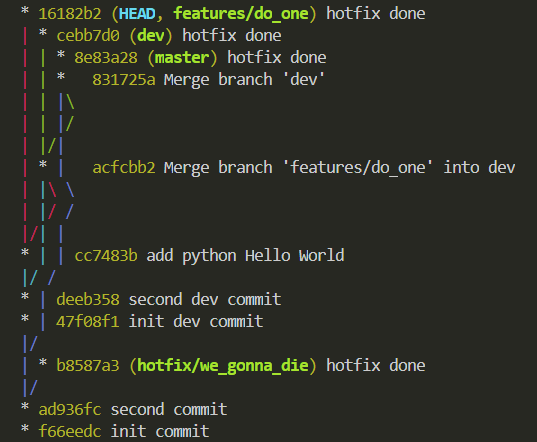 * 16182b2 (HEAD, features/do_one) hotfix done
| * cebb7d0 (dev) hotfix done
| | * 8e83a28 (master) hotfix done
| | *   831725a Merge branch 'dev'
| | |\
| | |/
| |/|
| * |   acfcbb2 Merge branch 'features/do_one' into dev
| |\ \
| |/ /
|/| |
* | | cc7483b add python Hello World
|/ /
* | deeb358 second dev commit
* | 47f08f1 init dev commit
|/
| * b8587a3 (hotfix/we_gonna_die) hotfix done
|/
* ad936fc second commit
* f66eedc init commit